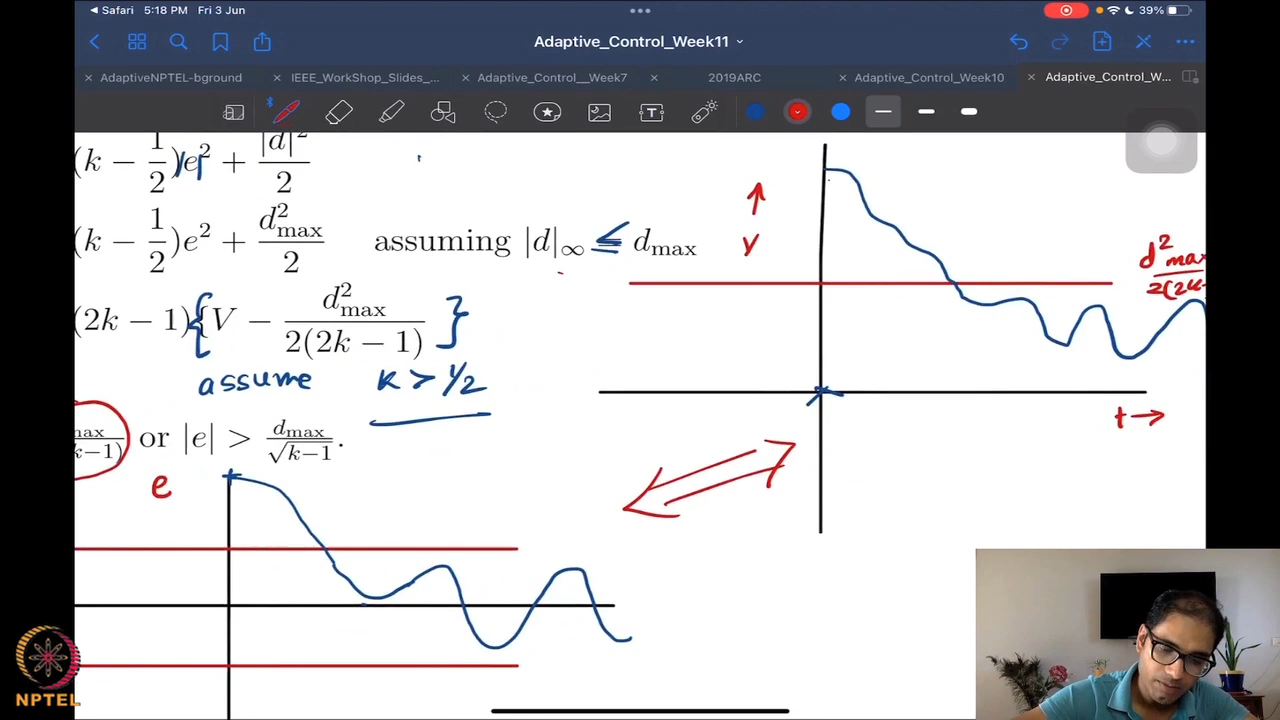 Safari 5:18 PM Fri 3 Jun 39%
Adaptive_Control_Week11
AdaptiveNPTEL-bground IEEE_WorkShop_Slides_... Adaptive_Control__Week7 2019ARC Adaptive_Control_Week10 Adaptive_Control_W...
(k − 1/2)|e|² + |d|²/2
(k − 1/2)e² + d²max/2 assuming |d|∞ ≤ dmax
(2k − 1){V − d²max/2(2k − 1)}
assume k > 1/2
or |e| > dmax/√k−1.
e
V
d²max
t →
NPTEL